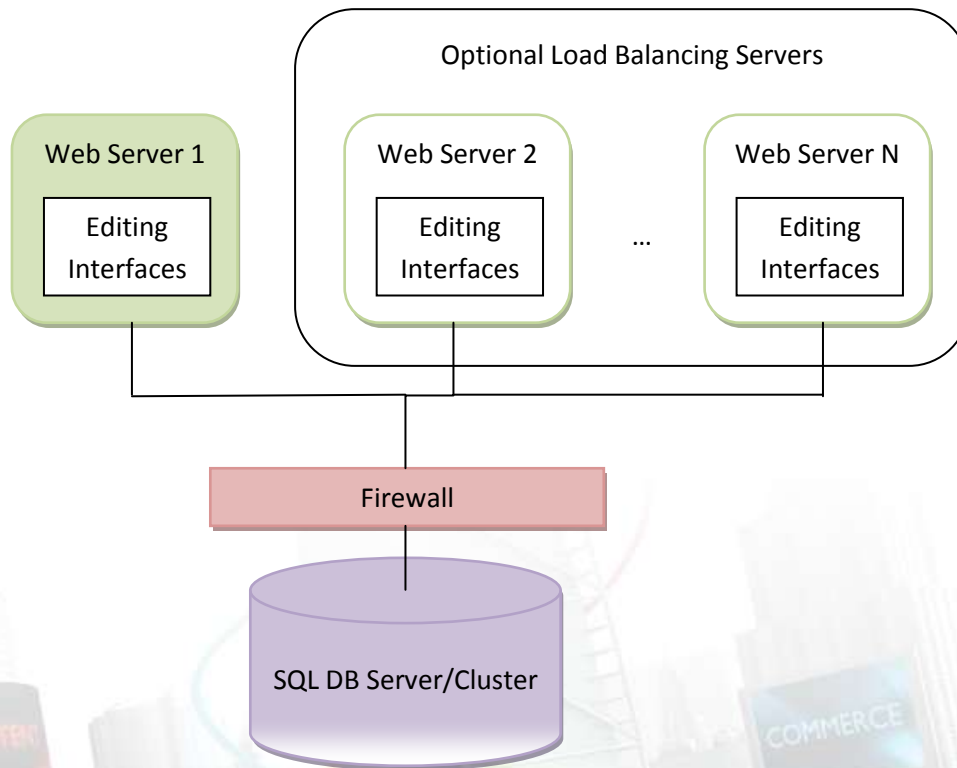 Optional Load Balancing Servers
Web Server 1
Web Server 2
Web Server N
Editing
Interfaces
Editing
Interfaces
...
Editing
Interfaces
Firewall
SQL DB Server/Cluster
COMMERCE